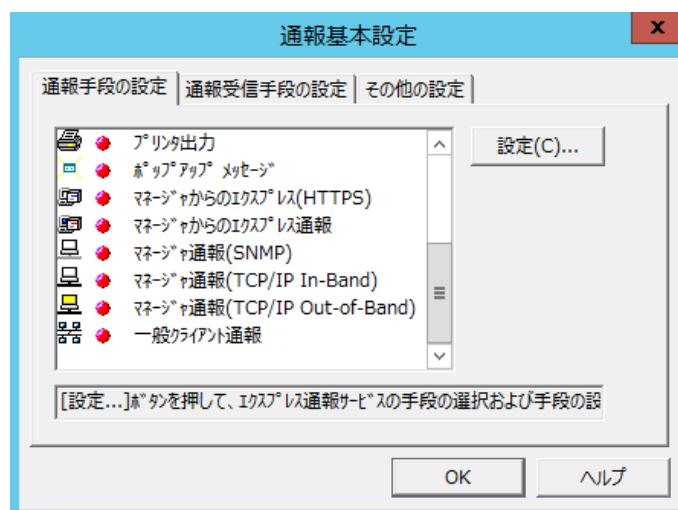 通報基本設定
x
通報手段の設定 通報受信手段の設定 その他の設定
プリンタ出力
ポップアップ メッセージ
マネージャからのエクスプレス(HTTPS)
マネージャからのエクスプレス通報
マネージャ通報(SNMP)
マネージャ通報(TCP/IP In-Band)
マネージャ通報(TCP/IP Out-of-Band)
一般クライアント通報
設定(C)...
[設定...]ボタンを押して、エクスプレス通報サービスの手段の選択および手段の設
OK ヘルプ